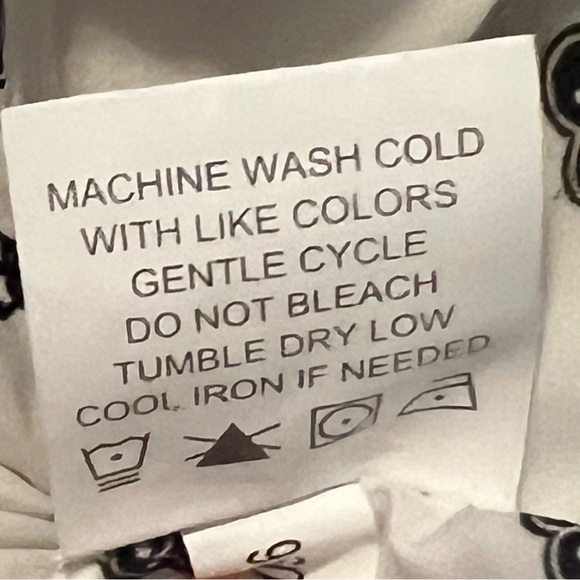 MACHINE WASH COLD
WITH LIKE COLORS
GENTLE CYCLE
DO NOT BLEACH
TUMBLE DRY LOW
COOL IRON IF NEEDED